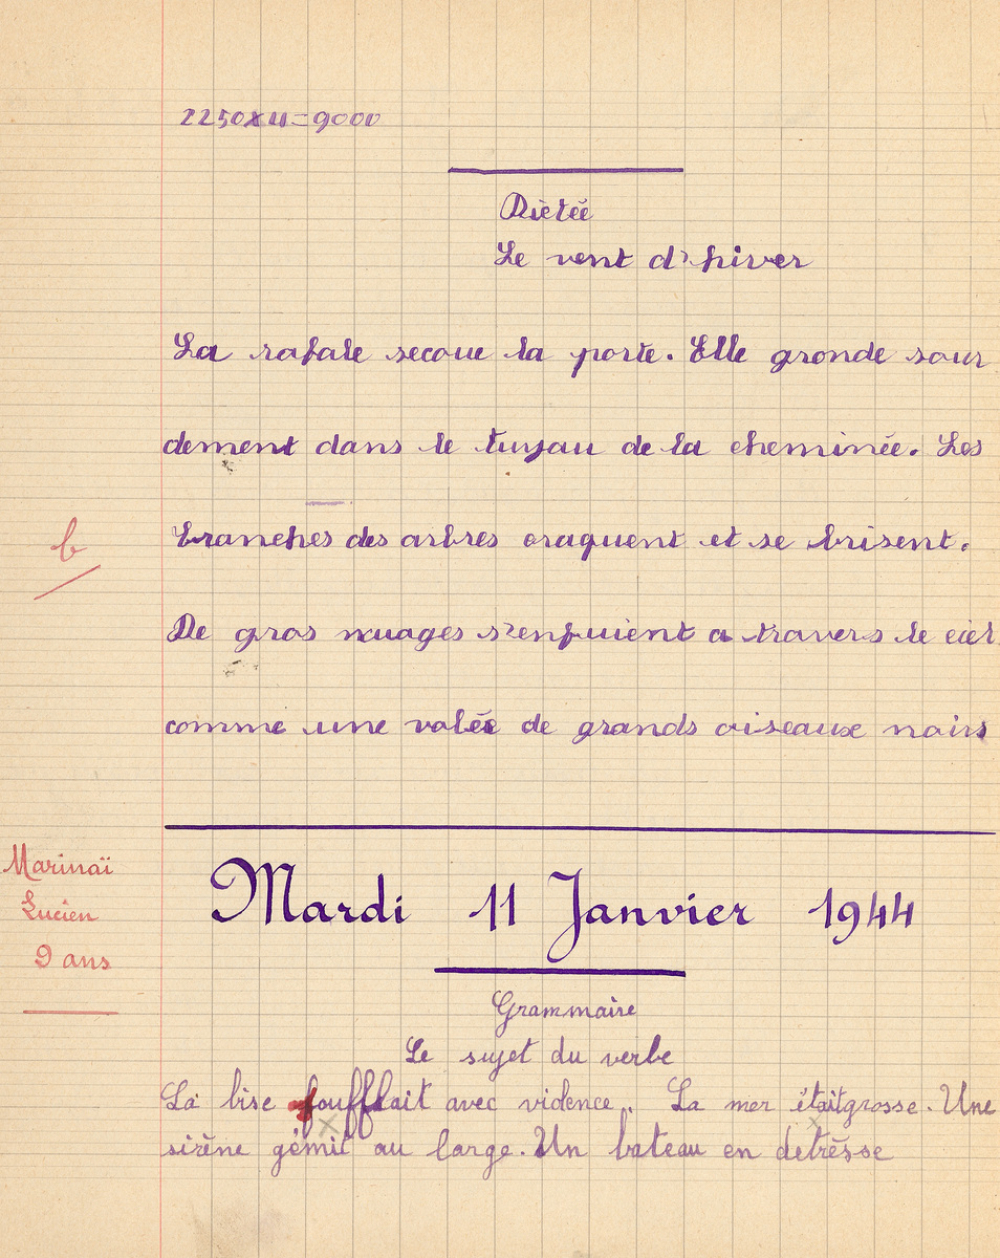 2250x4=9000
Dictée
Le vent d'hiver
La rafale secoue la porte. Elle gronde sour
dement dans le tuyau de la cheminée. Les
b
branches des arbres craquent et se brisent.
De gros nuages s'enfuient a travers le ciel
comme une volée de grands oiseaux noirs
Marinaï
Lucien
9 ans
Mardi 11 Janvier 1944
Grammaire
Le sujet du verbe
La bise soufflait avec violence. La mer était grosse. Une
sirène gémit au large. Un bateau en detrèsse